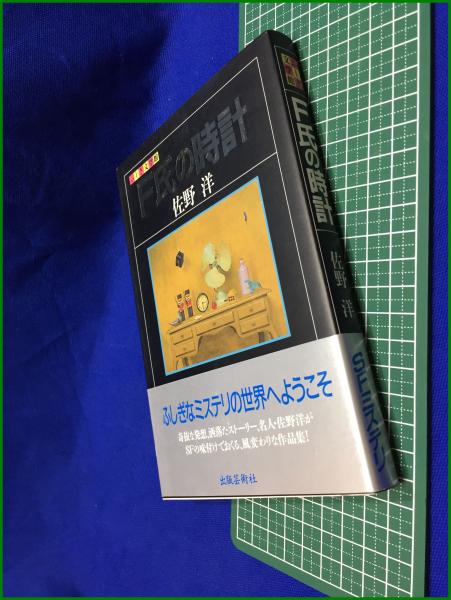 F氏の時計
佐野 洋
ふしぎなミステリの世界へようこそ
奇抜な発想、洒落たストーリー、名人・佐野洋が
SFの味付けでおくる、風変わりな作品集!
出版芸術社
F氏の時計
佐野 洋
SFミステリ